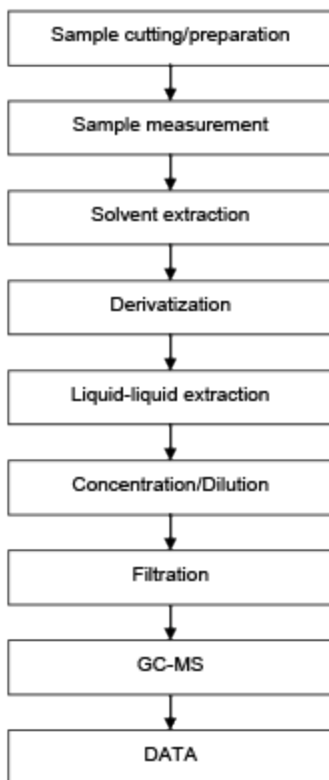 Sample cutting/preparation
Sample measurement
Solvent extraction
Derivatization
Liquid-liquid extraction
Concentration/Dilution
Filtration
GC-MS
DATA